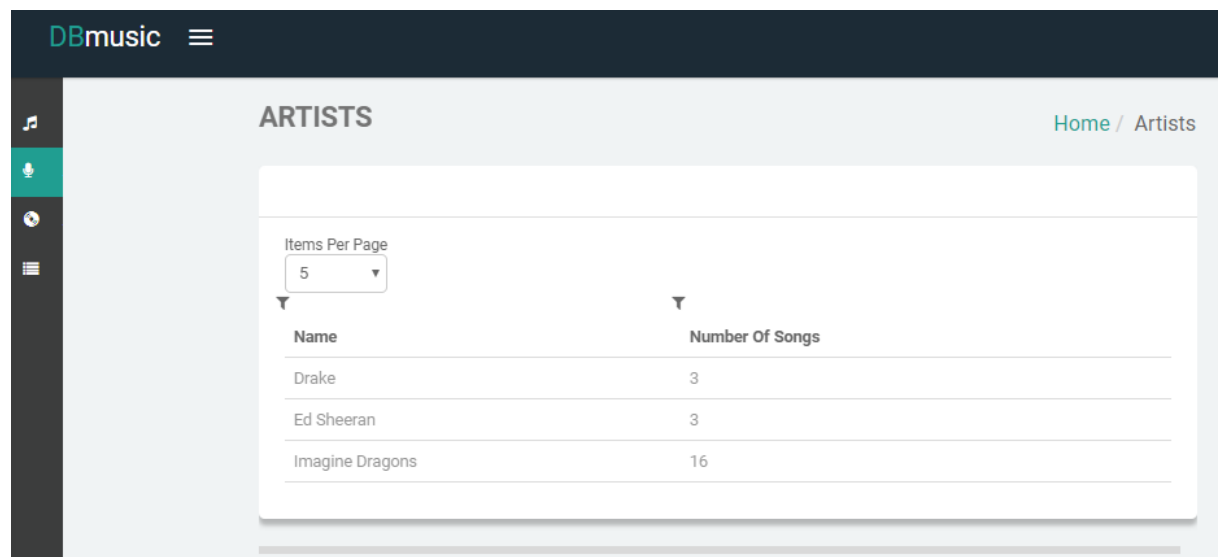 DBmusic
ARTISTS
Home / Artists
Items Per Page
5
Name Number Of Songs
Drake 3
Ed Sheeran 3
Imagine Dragons 16